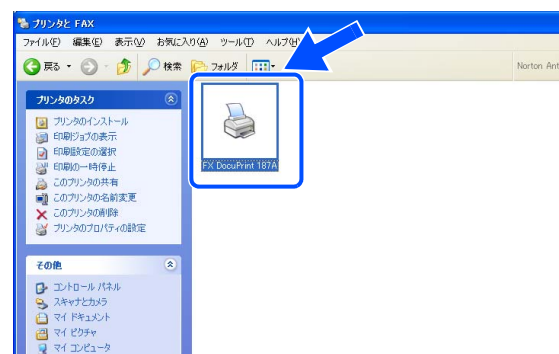 プリンタと FAX
ファイル(F) 編集(E) 表示(V) お気に入り(A) ツール(T) ヘルプ(H)
戻る 検索 フォルダ Norton Ant
プリンタのタスク
プリンタのインストール
印刷ジョブの表示
印刷設定の選択
印刷の一時停止
このプリンタの共有
このプリンタの名前変更
このプリンタの削除
プリンタのプロパティの設定
FX DocuPrint 187A
その他
コントロール パネル
スキャナとカメラ
マイ ドキュメント
マイ ピクチャ
マイ コンピュータ